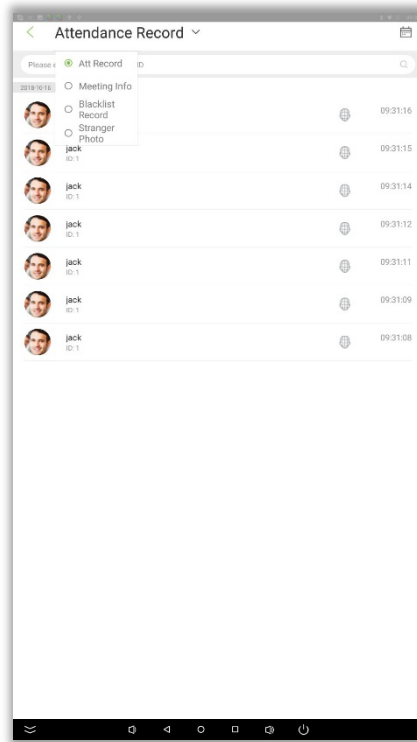 Attendance Record
Please e
ID
Att Record
Meeting Info
Blacklist
Record
Stranger
Photo
2018-10-16
09:31:16
jack
ID: 1
09:31:15
jack
ID: 1
09:31:14
jack
ID: 1
09:31:12
jack
ID: 1
09:31:11
jack
ID: 1
09:31:09
jack
ID: 1
09:31:08